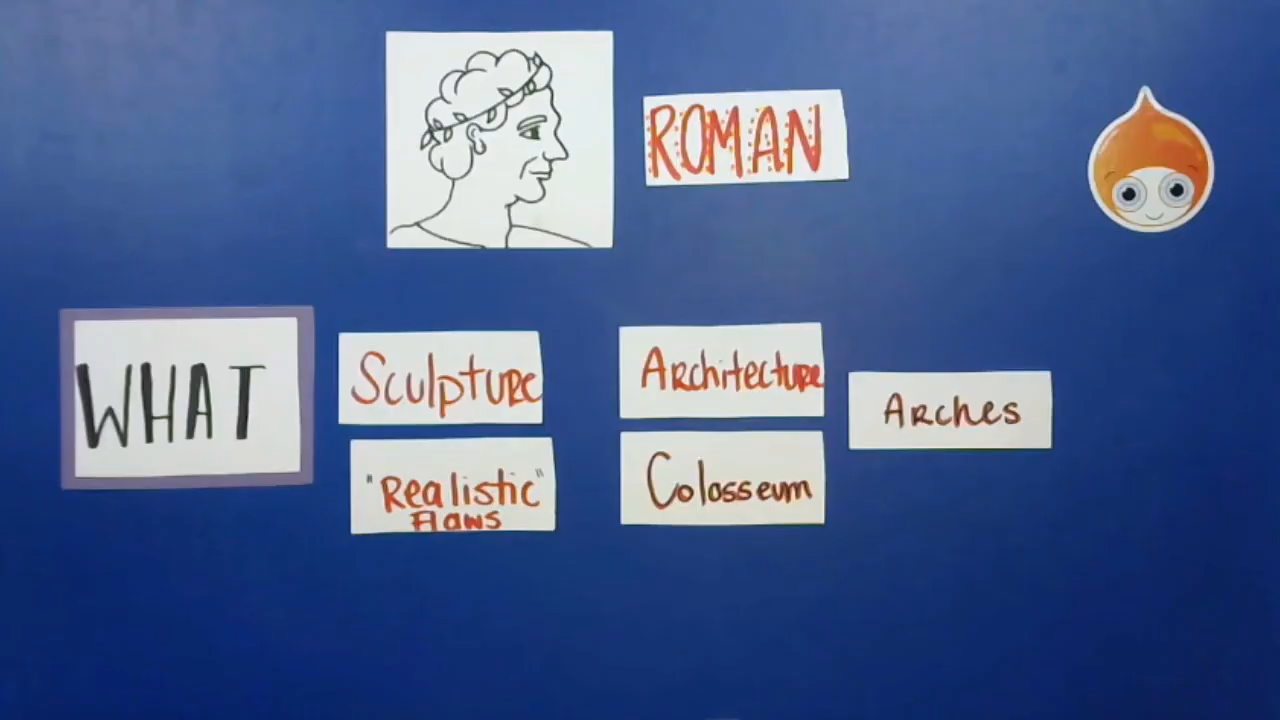 ROMAN
WHAT
Sculpture
"Realistic"
Flaws
Architecture
Colosseum
Arches